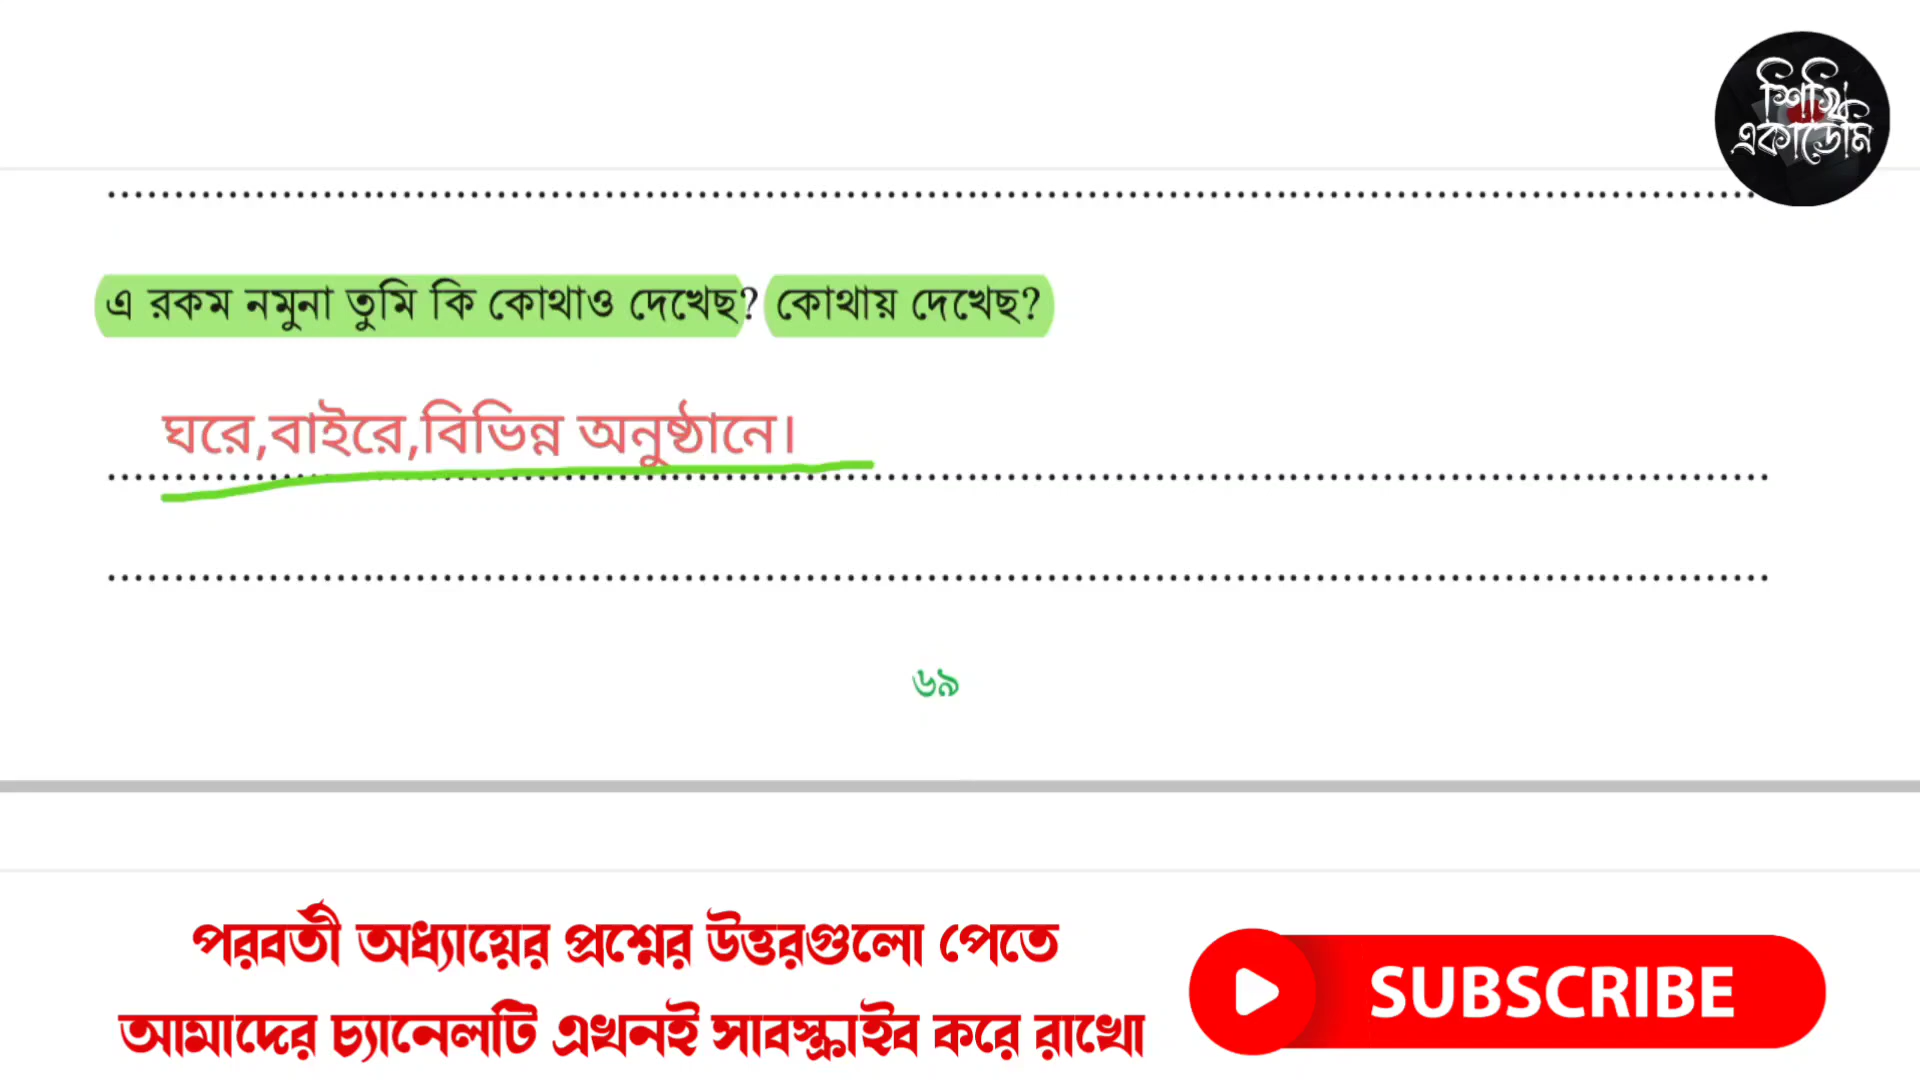 শিখি
একাডেমি
এ রকম নমুনা তুমি কি কোথাও দেখেছ? কোথায় দেখেছ?
ঘরে,বাইরে,বিভিন্ন অনুষ্ঠানে।
৬৯
পরবর্তী অধ্যায়ের প্রশ্নের উত্তরগুলো পেতে
আমাদের চ্যানেলটি এখনই সাবস্ক্রাইব করে রাখো
SUBSCRIBE